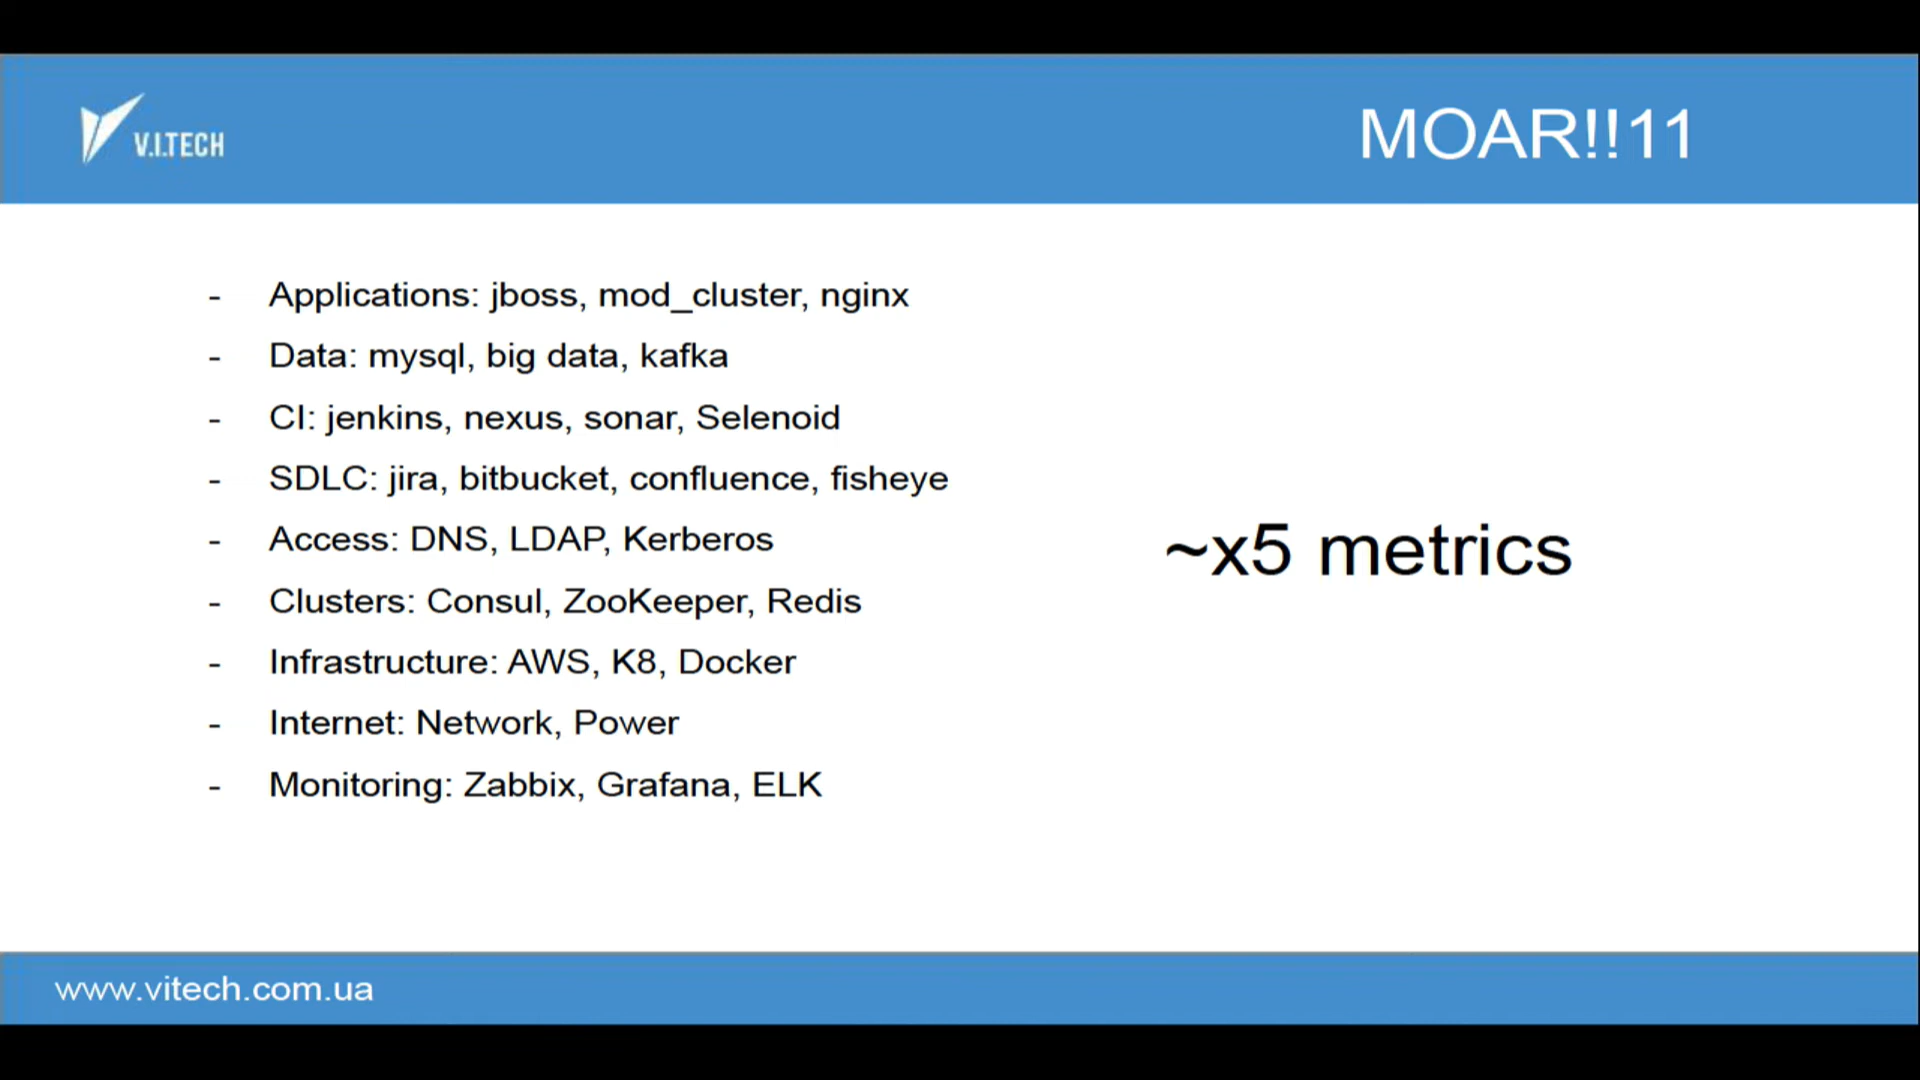 V.I.TECH
MOAR!!11
- Applications: jboss, mod_cluster, nginx
- Data: mysql, big data, kafka
- CI: jenkins, nexus, sonar, Selenoid
- SDLC: jira, bitbucket, confluence, fisheye
- Access: DNS, LDAP, Kerberos
- Clusters: Consul, ZooKeeper, Redis
- Infrastructure: AWS, K8, Docker
- Internet: Network, Power
- Monitoring: Zabbix, Grafana, ELK
~x5 metrics
www.vitech.com.ua